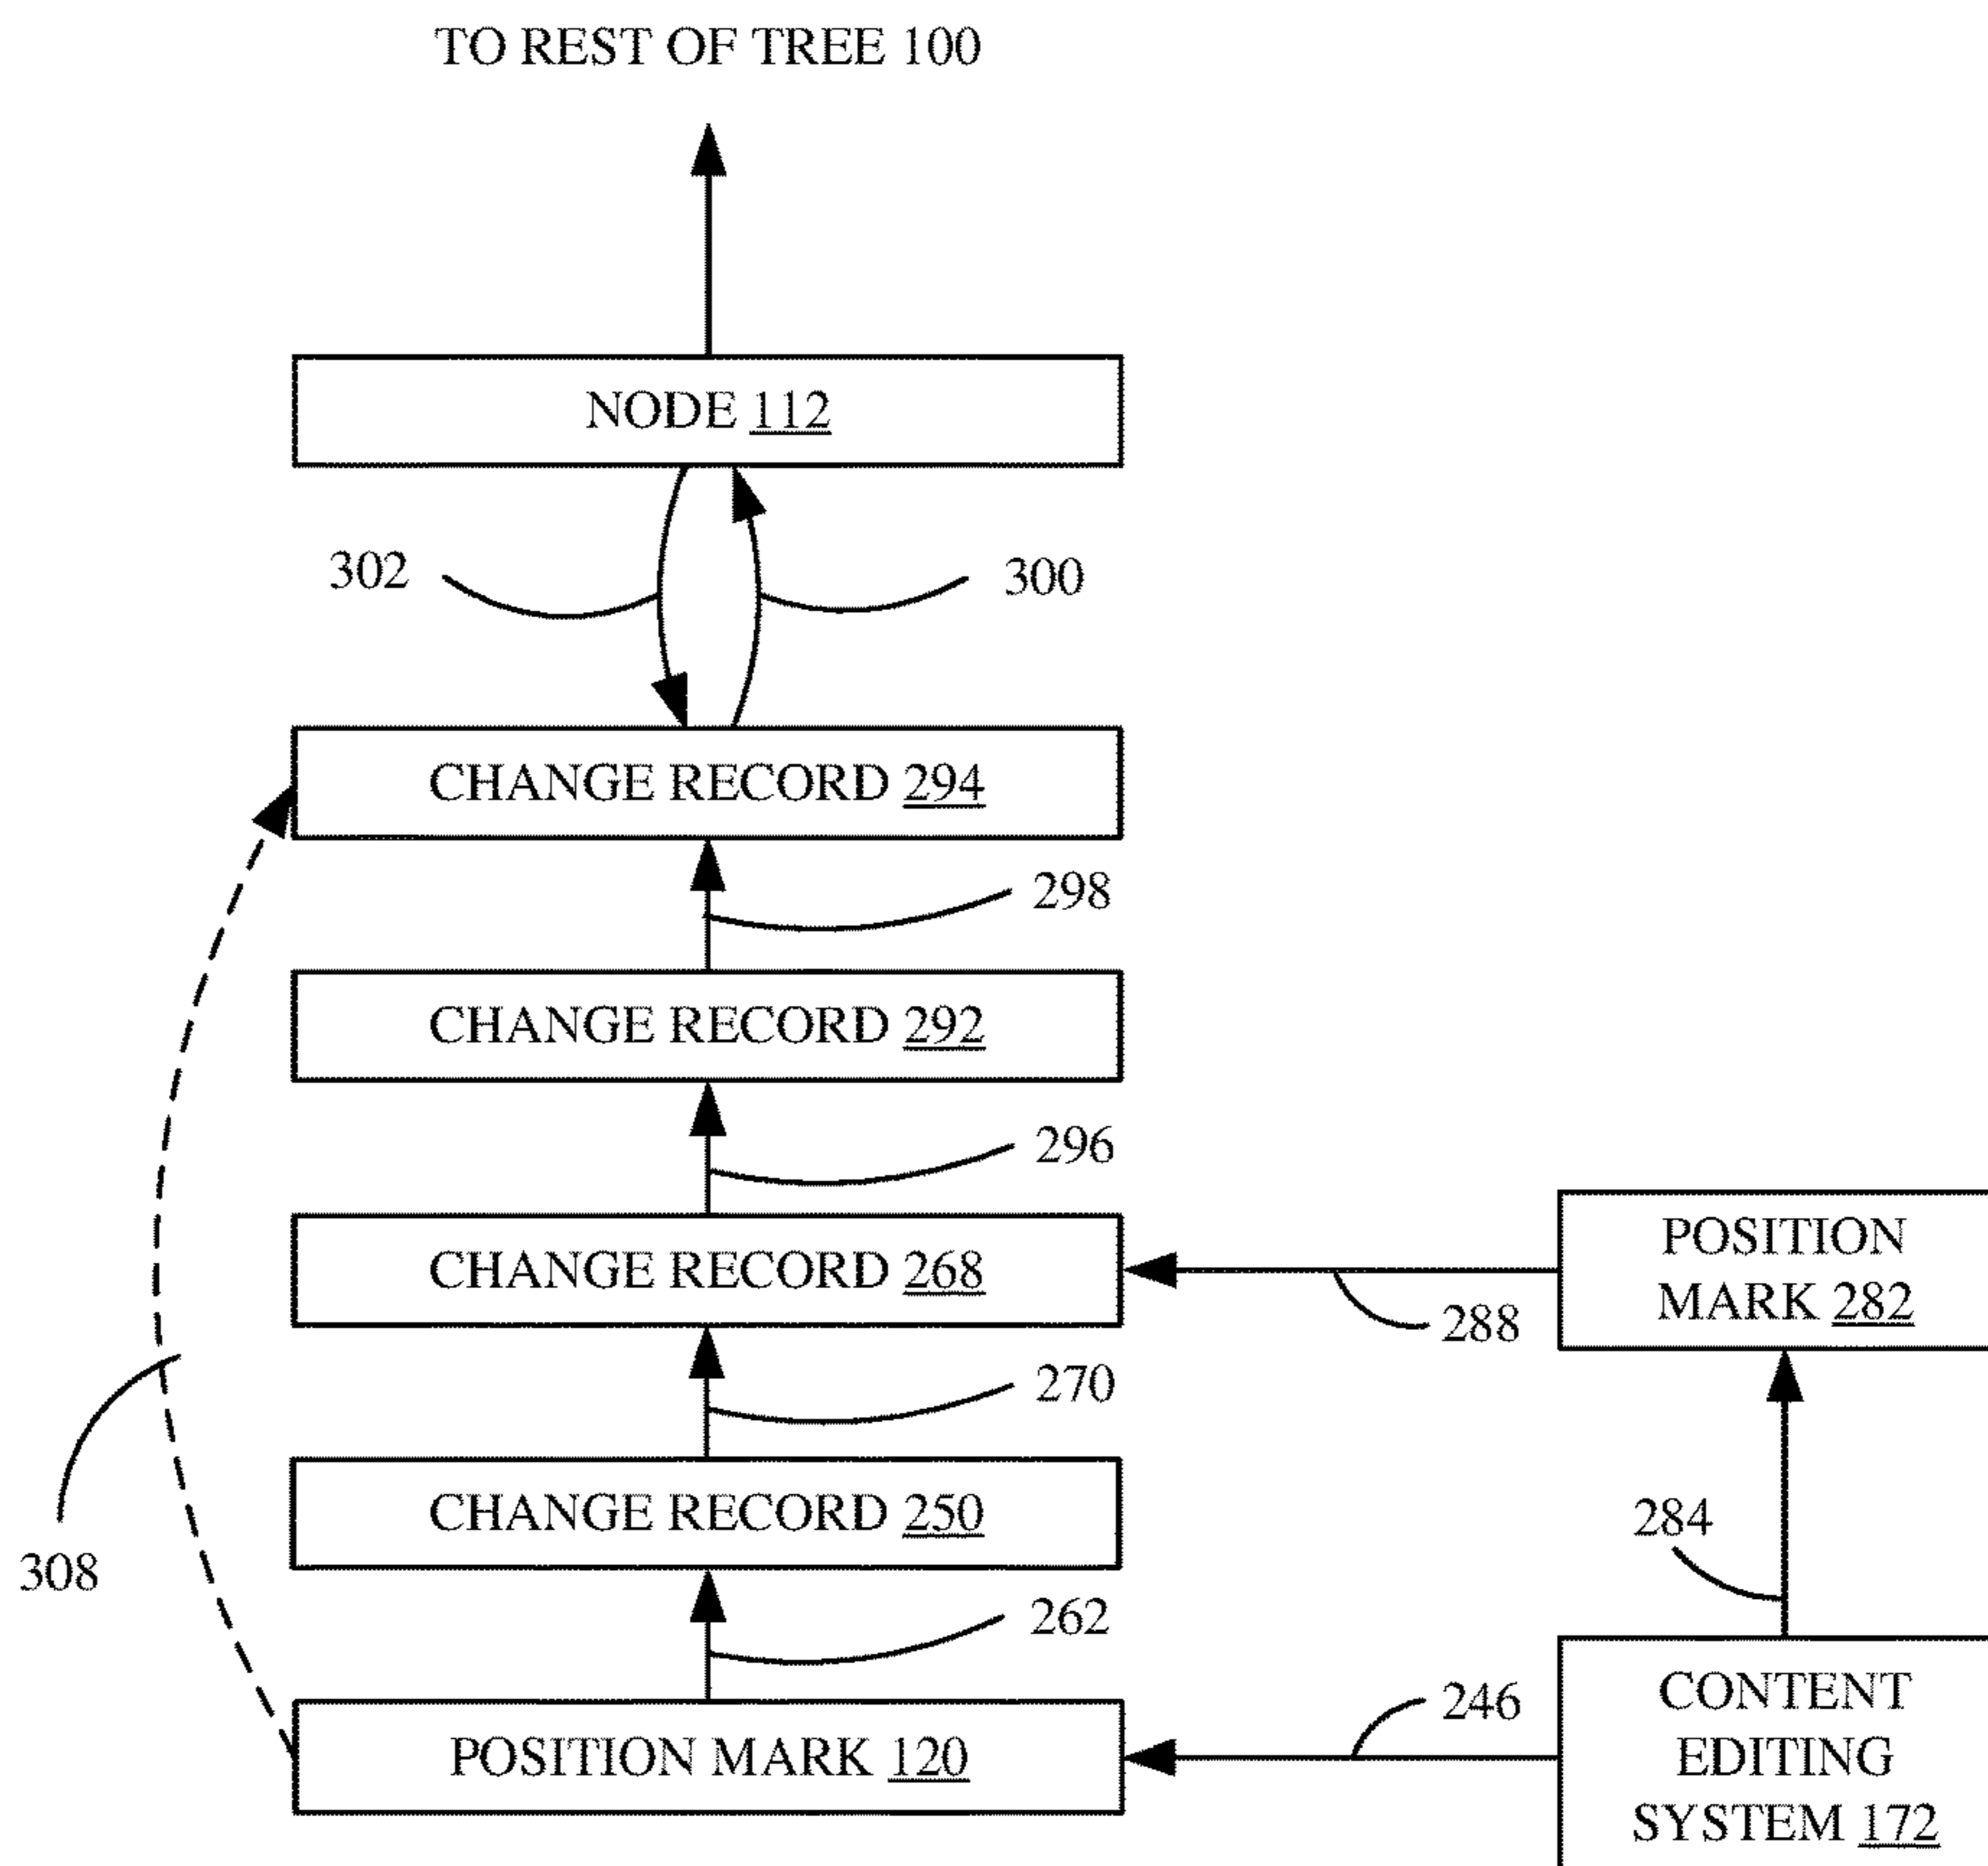 TO REST OF TREE 100
NODE 112
302
300
CHANGE RECORD 294
298
CHANGE RECORD 292
296
CHANGE RECORD 268
POSITION
MARK 282
288
270
CHANGE RECORD 250
284
308
262
POSITION MARK 120
246
CONTENT
EDITING
SYSTEM 172